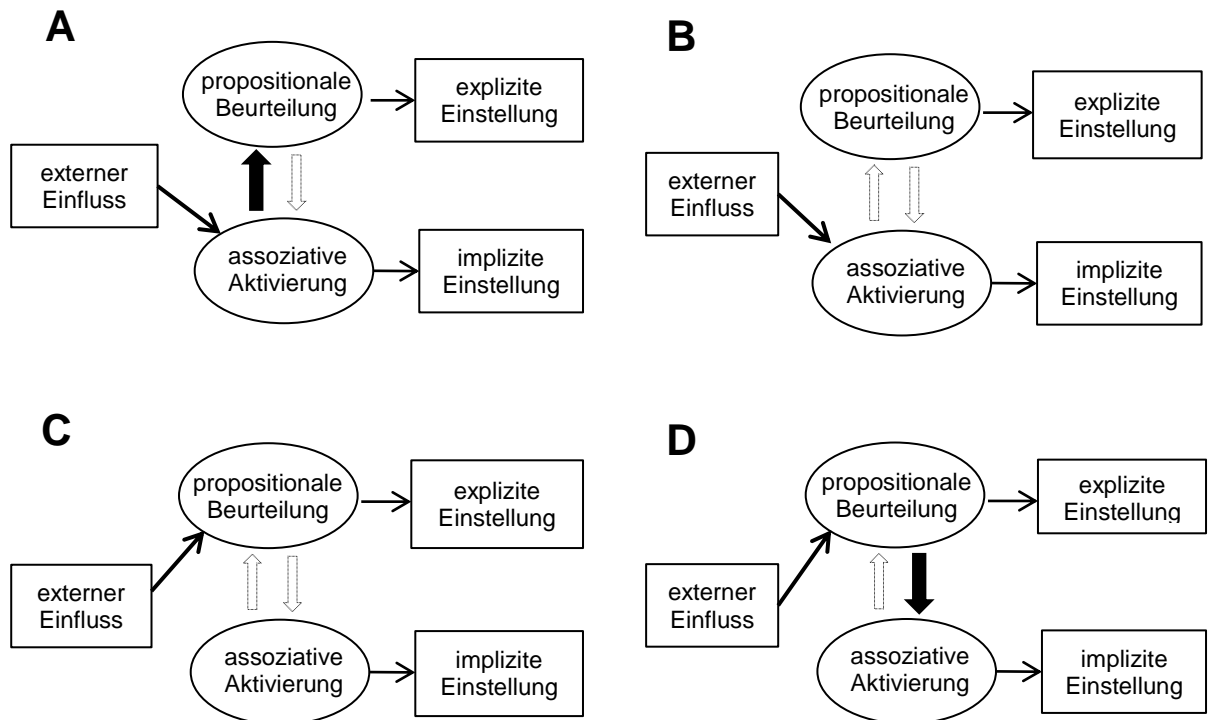 A
propositionale
Beurteilung
explizite
Einstellung
externer
Einfluss
assoziative
Aktivierung
implizite
Einstellung
B
propositionale
Beurteilung
explizite
Einstellung
externer
Einfluss
assoziative
Aktivierung
implizite
Einstellung
C
propositionale
Beurteilung
explizite
Einstellung
externer
Einfluss
assoziative
Aktivierung
implizite
Einstellung
D
propositionale
Beurteilung
explizite
Einstellung
externer
Einfluss
assoziative
Aktivierung
implizite
Einstellung